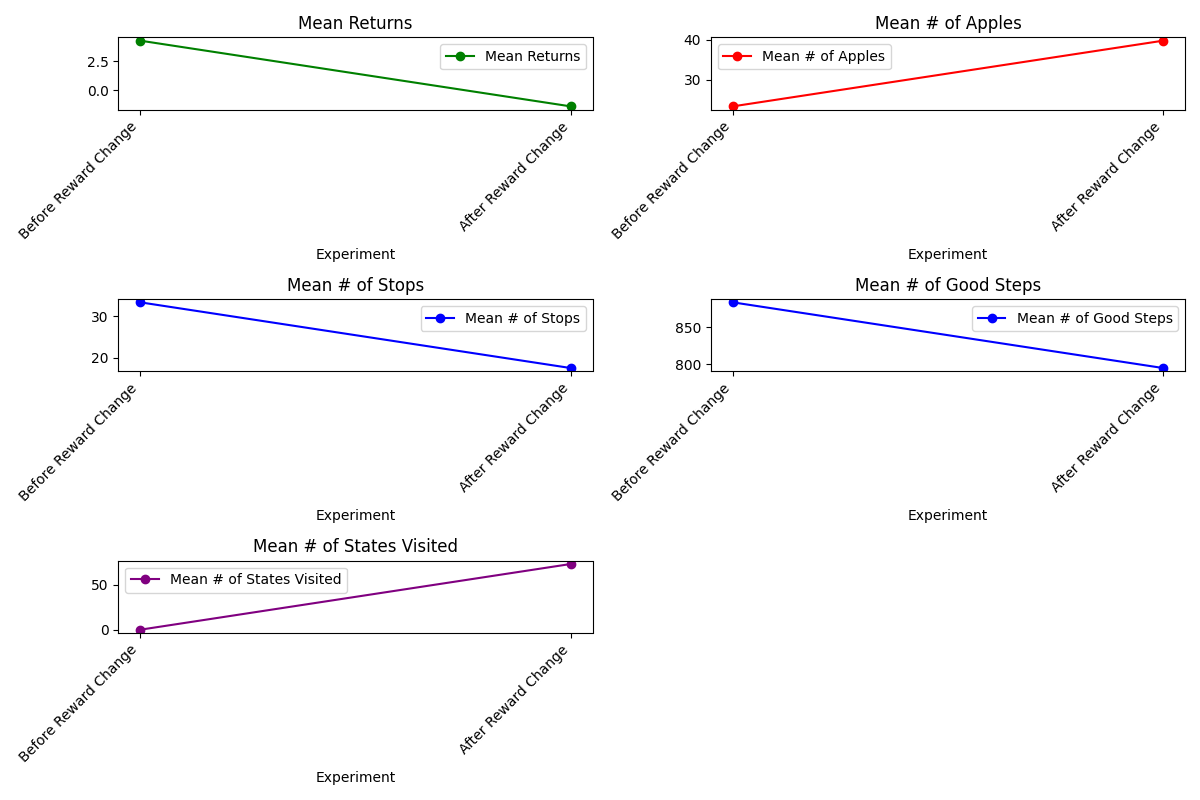 Mean Returns
Mean Returns
2.5
0.0
Before Reward Change
After Reward Change
Experiment
Mean # of Apples
Mean # of Apples
40
30
Before Reward Change
After Reward Change
Experiment
Mean # of Stops
Mean # of Stops
30
20
Before Reward Change
After Reward Change
Experiment
Mean # of Good Steps
Mean # of Good Steps
850
800
Before Reward Change
After Reward Change
Experiment
Mean # of States Visited
Mean # of States Visited
50
0
Before Reward Change
After Reward Change
Experiment